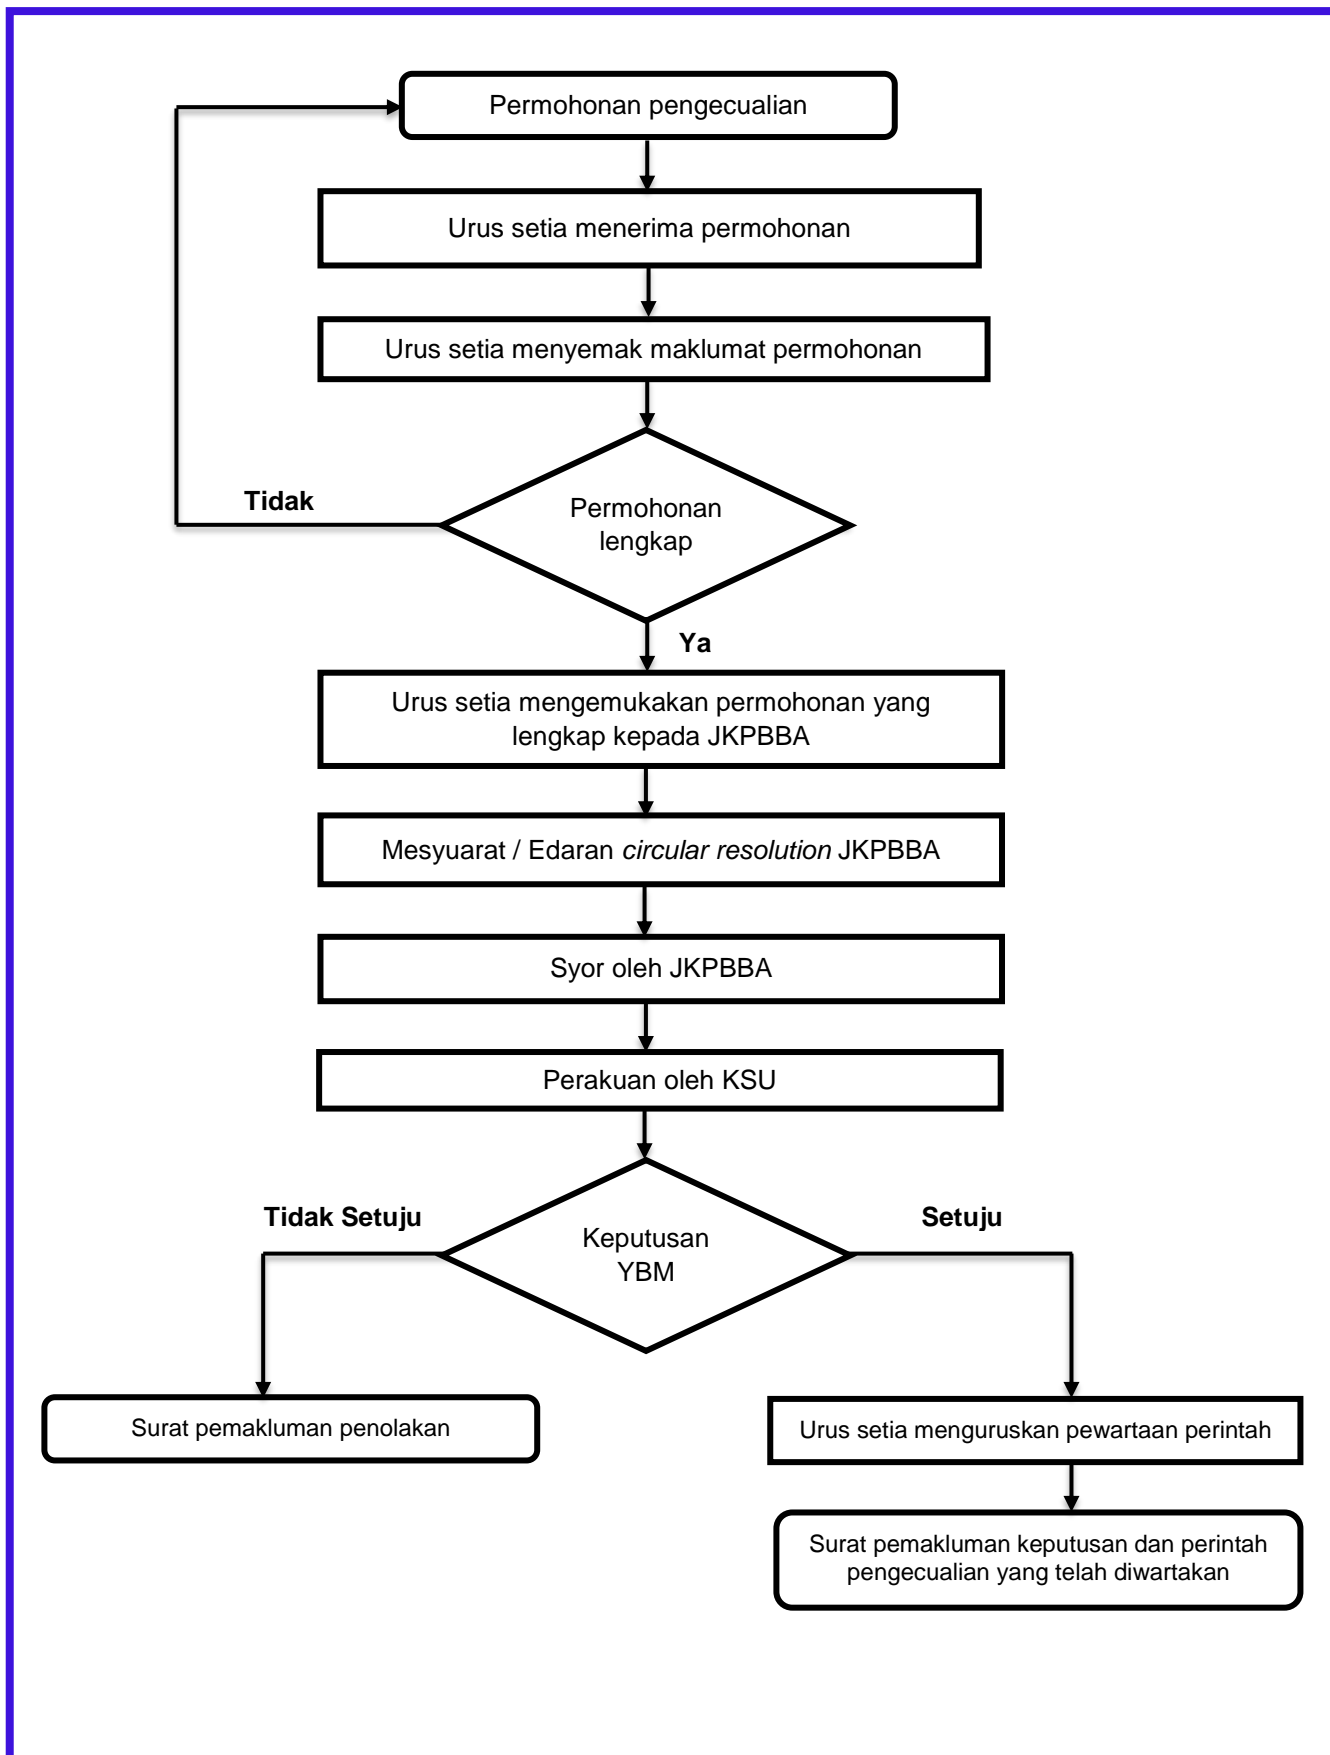 Permohonan pengecualian
Urus setia menerima permohonan
Urus setia menyemak maklumat permohonan
Tidak
Permohonan
lengkap
Ya
Urus setia mengemukakan permohonan yang
lengkap kepada JKPBBA
Mesyuarat / Edaran circular resolution JKPBBA
Syor oleh JKPBBA
Perakuan oleh KSU
Tidak Setuju
Setuju
Keputusan
YBM
Surat pemakluman penolakan
Urus setia menguruskan pewartaan perintah
Surat pemakluman keputusan dan perintah
pengecualian yang telah diwartakan